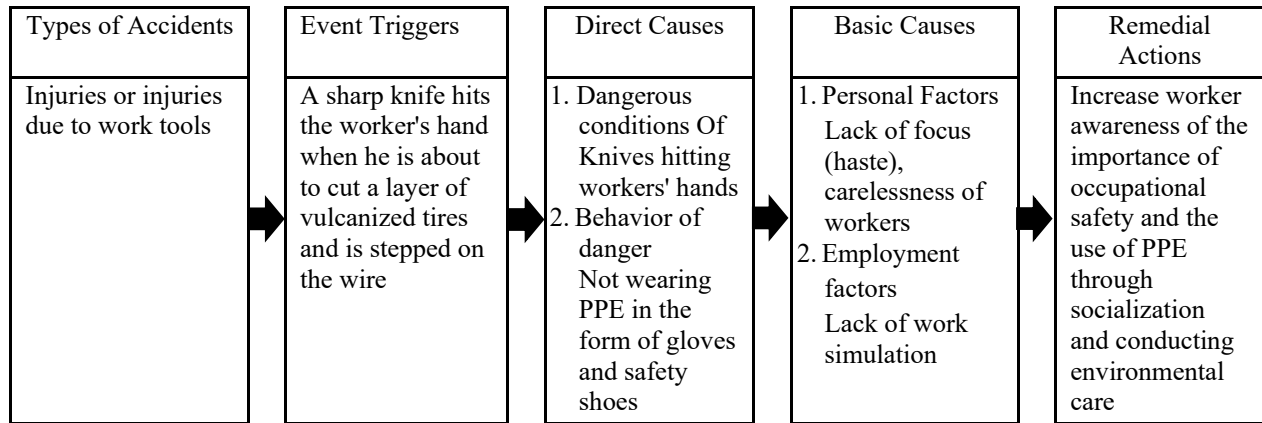 Types of Accidents
Injuries or injuries
due to work tools
Event Triggers
A sharp knife hits
the worker's hand
when he is about
to cut a layer of
vulcanized tires
and is stepped on
the wire
Direct Causes
1. Dangerous
conditions Of
Knives hitting
workers' hands
2. Behavior of
danger
Not wearing
PPE in the
form of gloves
and safety
shoes
Basic Causes
1. Personal Factors
Lack of focus
(haste),
carelessness of
workers
2. Employment
factors
Lack of work
simulation
Remedial
Actions
Increase worker
awareness of the
importance of
occupational
safety and the
use of PPE
through
socialization
and conducting
environmental
care